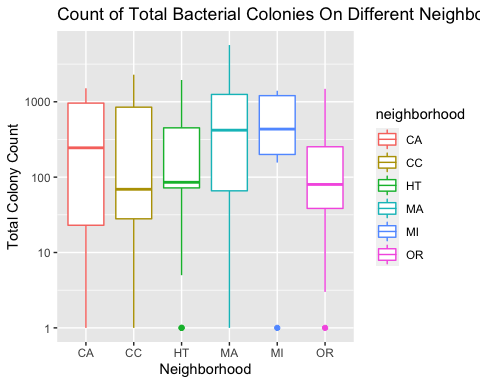 Count of Total Bacterial Colonies On Different Neighbo
Total Colony Count
1000
100
10
1
CA CC HT MA MI OR
Neighborhood
neighborhood
CA
CC
HT
MA
MI
OR